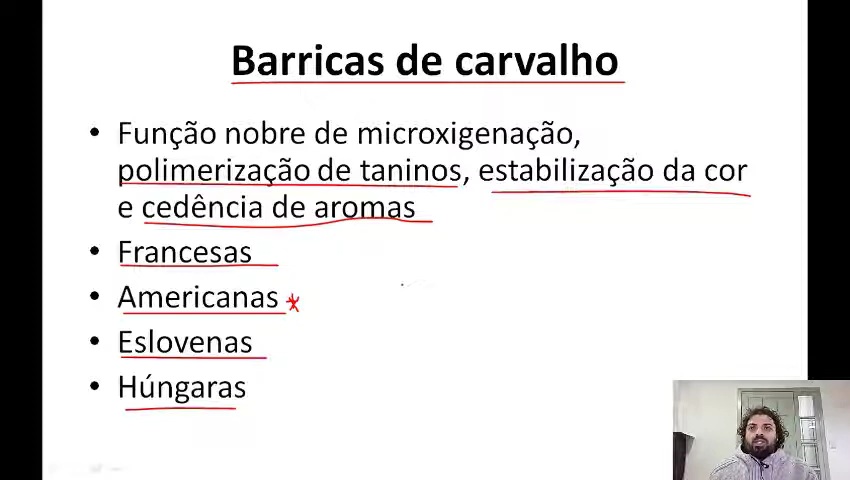 Barricas de carvalho
• Função nobre de microxigenação,
polimerização de taninos, estabilização da cor
e cedência de aromas
• Francesas
• Americanas *
• Eslovenas
• Húngaras